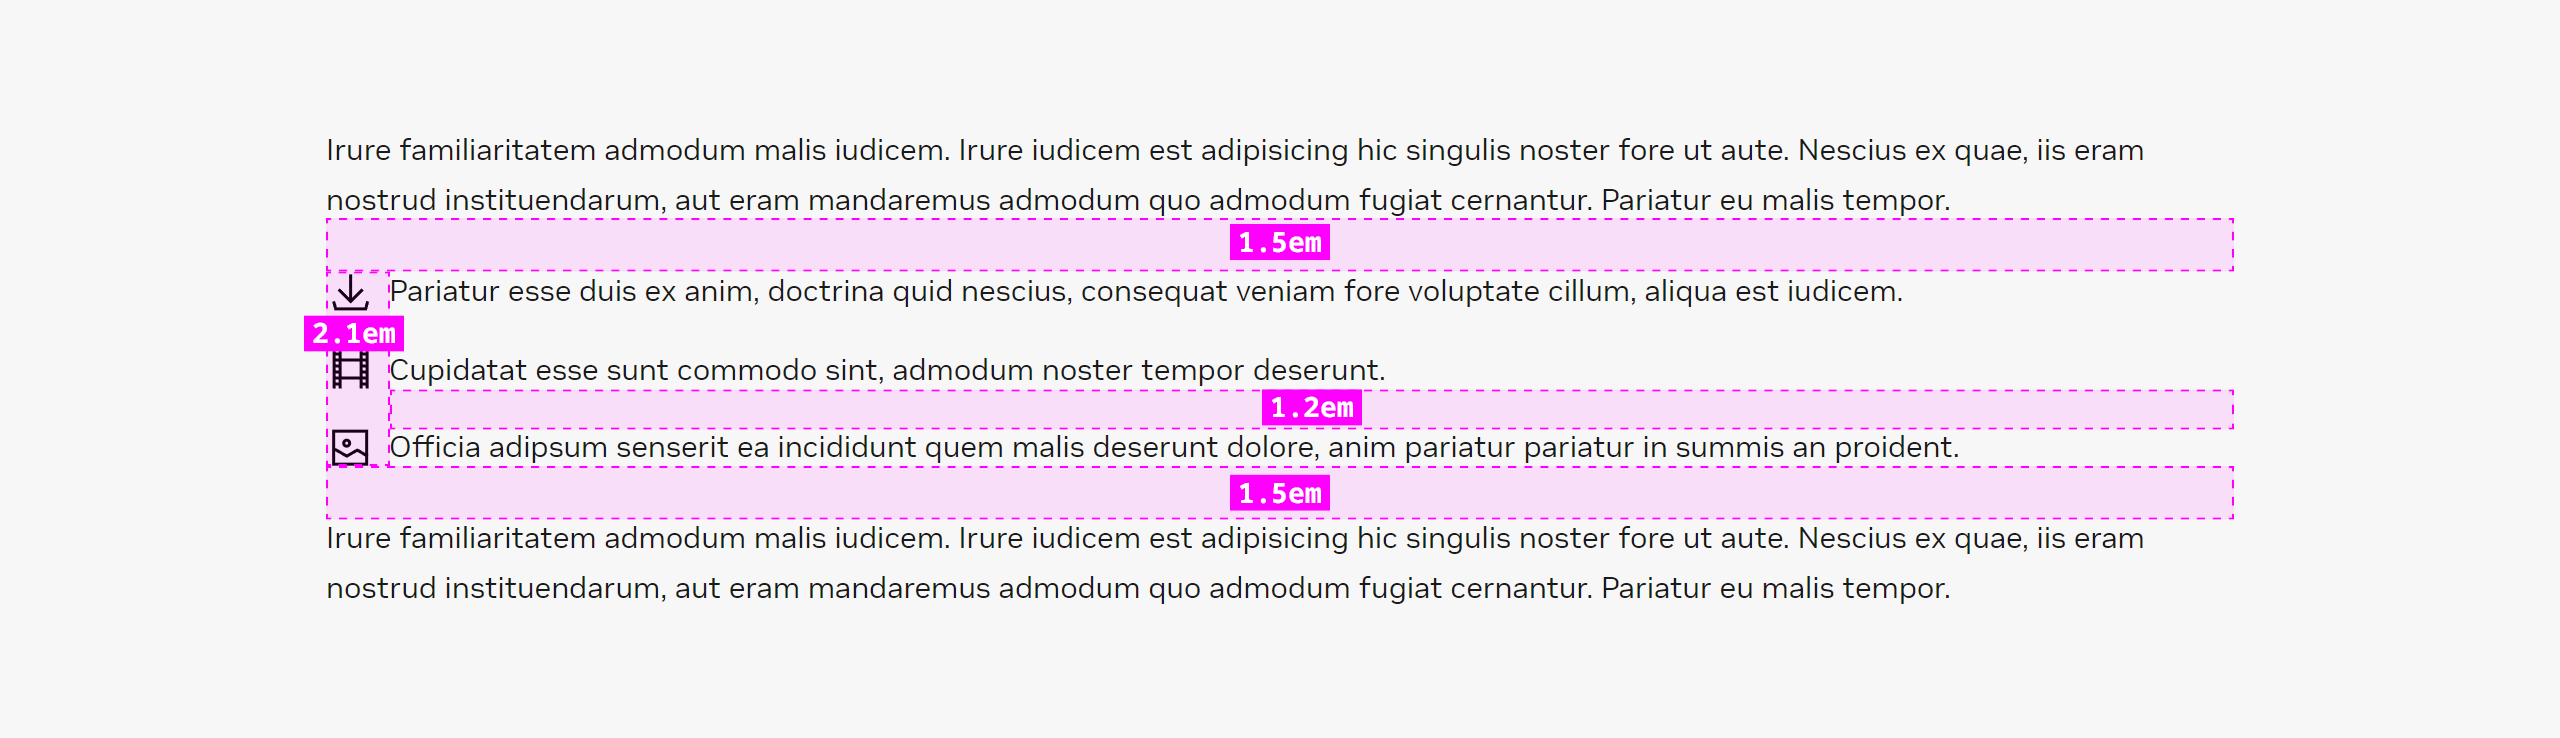 Irure familiaritatem admodum malis iudicem. Irure iudicem est adipisicing hic singulis noster fore ut aute. Nescius ex quae, iis eram
nostrud instituendarum, aut eram mandaremus admodum quo admodum fugiat cernantur. Pariatur eu malis tempor.
1.5em
Pariatur esse duis ex anim, doctrina quid nescius, consequat veniam fore voluptate cillum, aliqua est iudicem.
2.1em
Cupidatat esse sunt commodo sint, admodum noster tempor deserunt.
1.2em
Officia adipsum senserit ea incididunt quem malis deserunt dolore, anim pariatur pariatur in summis an proident.
1.5em
Irure familiaritatem admodum malis iudicem. Irure iudicem est adipisicing hic singulis noster fore ut aute. Nescius ex quae, iis eram
nostrud instituendarum, aut eram mandaremus admodum quo admodum fugiat cernantur. Pariatur eu malis tempor.